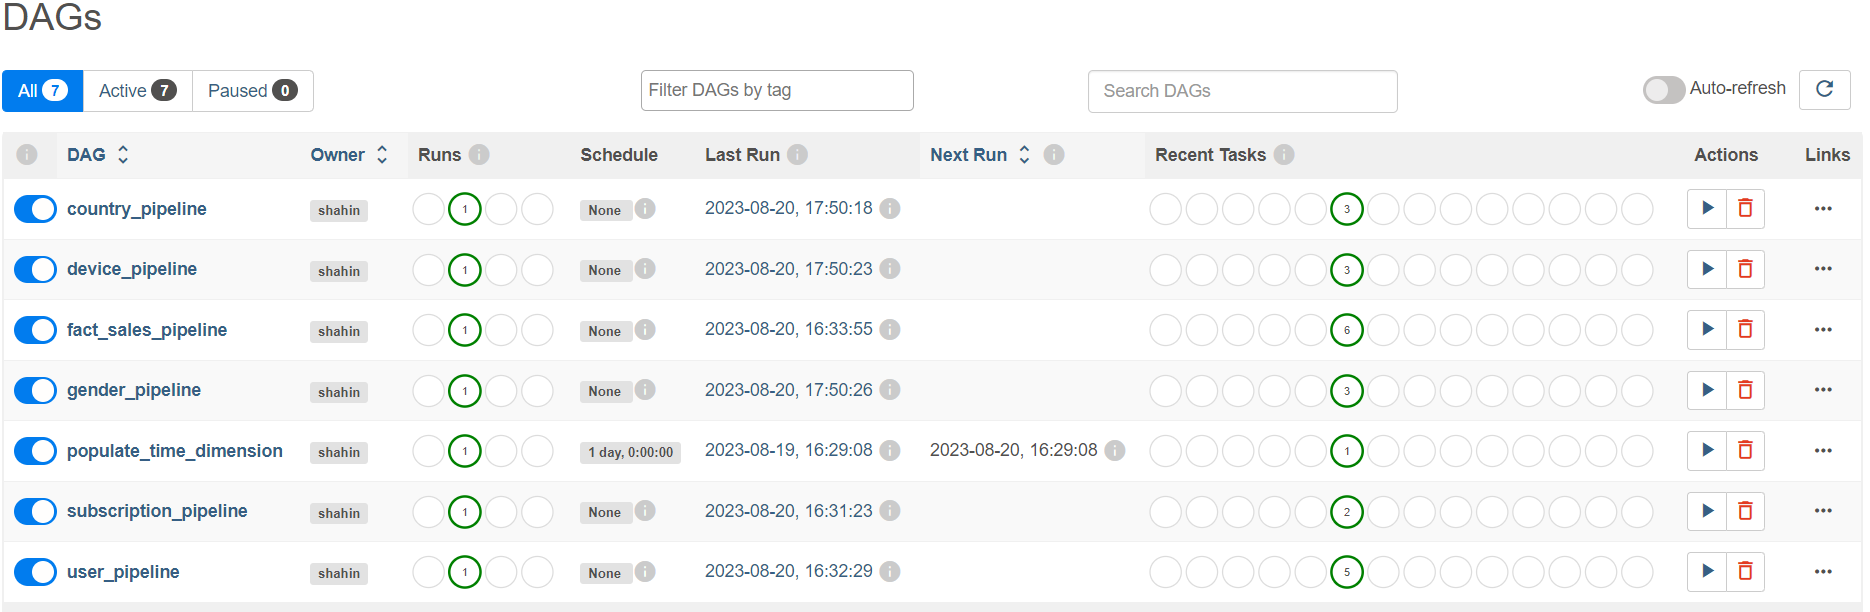 DAGs
All 7 Active 7 Paused 0 Filter DAGs by tag Search DAGs Auto-refresh
i DAG Owner Runs i Schedule Last Run i Next Run i Recent Tasks i Actions Links
country_pipeline shahin 1 None i 2023-08-20, 17:50:18 i 3
device_pipeline shahin 1 None i 2023-08-20, 17:50:23 i 3
fact_sales_pipeline shahin 1 None i 2023-08-20, 16:33:55 i 6
gender_pipeline shahin 1 None i 2023-08-20, 17:50:26 i 3
populate_time_dimension shahin 1 1 day, 0:00:00 2023-08-19, 16:29:08 i 2023-08-20, 16:29:08 i 1
subscription_pipeline shahin 1 None i 2023-08-20, 16:31:23 i 2
user_pipeline shahin 1 None i 2023-08-20, 16:32:29 i 5